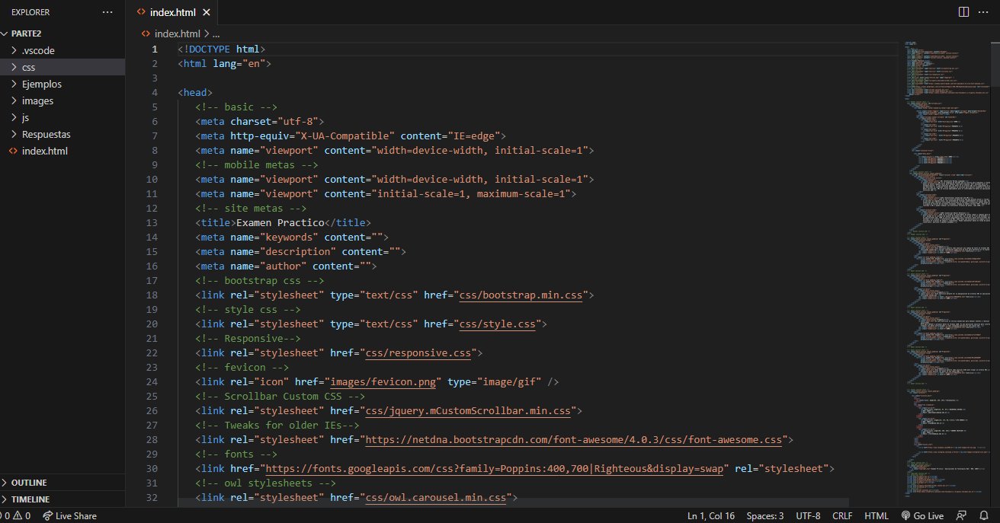 EXPLORER
index.html
PARTE2
.vscode
css
Ejemplos
images
js
Respuestas
index.html
OUTLINE
TIMELINE
index.html > ...
1 <!DOCTYPE html>
2 <html lang="en">
3
4 <head>
5 <!-- basic -->
6 <meta charset="utf-8">
7 <meta http-equiv="X-UA-Compatible" content="IE=edge">
8 <meta name="viewport" content="width=device-width, initial-scale=1">
9 <!-- mobile metas -->
10 <meta name="viewport" content="width=device-width, initial-scale=1">
11 <meta name="viewport" content="initial-scale=1, maximum-scale=1">
12 <!-- site metas -->
13 <title>Examen Practico</title>
14 <meta name="keywords" content="">
15 <meta name="description" content="">
16 <meta name="author" content="">
17 <!-- bootstrap css -->
18 <link rel="stylesheet" type="text/css" href="css/bootstrap.min.css">
19 <!-- style css -->
20 <link rel="stylesheet" type="text/css" href="css/style.css">
21 <!-- Responsive-->
22 <link rel="stylesheet" href="css/responsive.css">
23 <!-- fevicon -->
24 <link rel="icon" href="images/fevicon.png" type="image/gif" />
25 <!-- Scrollbar Custom CSS -->
26 <link rel="stylesheet" href="css/jquery.mCustomScrollbar.min.css">
27 <!-- Tweaks for older IEs-->
28 <link rel="stylesheet" href="https://netdna.bootstrapcdn.com/font-awesome/4.0.3/css/font-awesome.css">
29 <!-- fonts -->
30 <link href="https://fonts.googleapis.com/css?family=Poppins:400,700|Righteous&display=swap" rel="stylesheet">
31 <!-- owl stylesheets -->
32 <link rel="stylesheet" href="css/owl.carousel.min.css">
0 0 Live Share Ln 1, Col 16 Spaces: 3 UTF-8 CRLF HTML Go Live